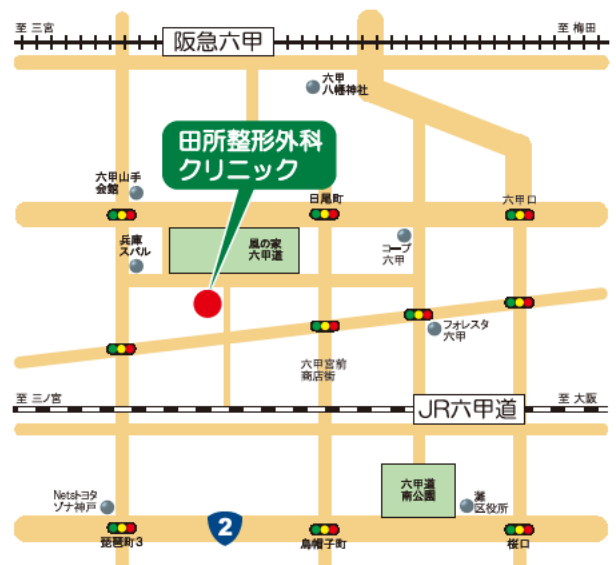 至 三宮
阪急六甲
至 梅田
六甲
八幡神社
田所整形外科
クリニック
六甲山手
会館
日尾町
六甲口
兵庫
スバル
風の家
六甲道
コープ
六甲
フォレスタ
六甲
六甲宮前
商店街
至 三ノ宮
JR六甲道
至 大阪
六甲道
南公園
Netsトヨタ
ゾナ神戸
灘
区役所
琵琶町3
2
烏帽子町
桜口